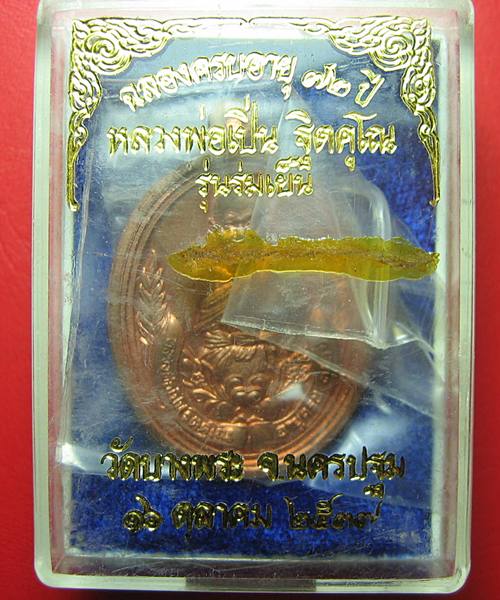 ฉลองครบอายุ ๗๒ ปี
หลวงพ่อเปิ่น ฐิตคุโณ
รุ่นร่มเย็น
วัดบางพระ จ.นครปฐม
๑๖ ตุลาคม ๒๕๓๗